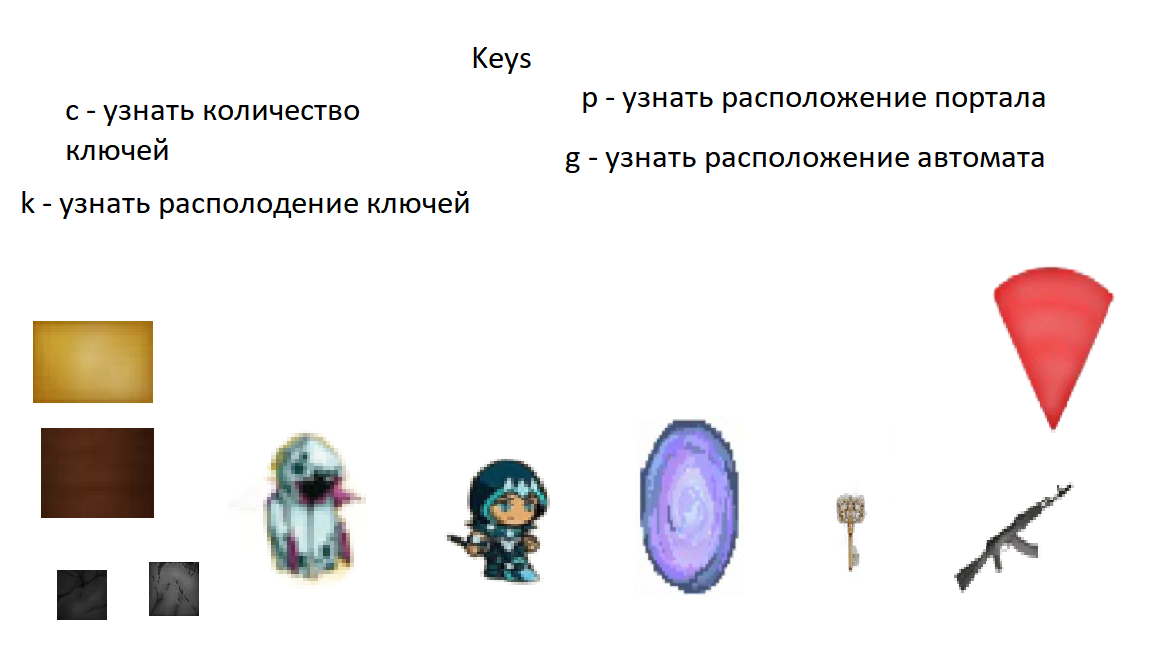 Keys
c - узнать количество
ключей
k - узнать располодение ключей
p - узнать расположение портала
g - узнать расположение автомата